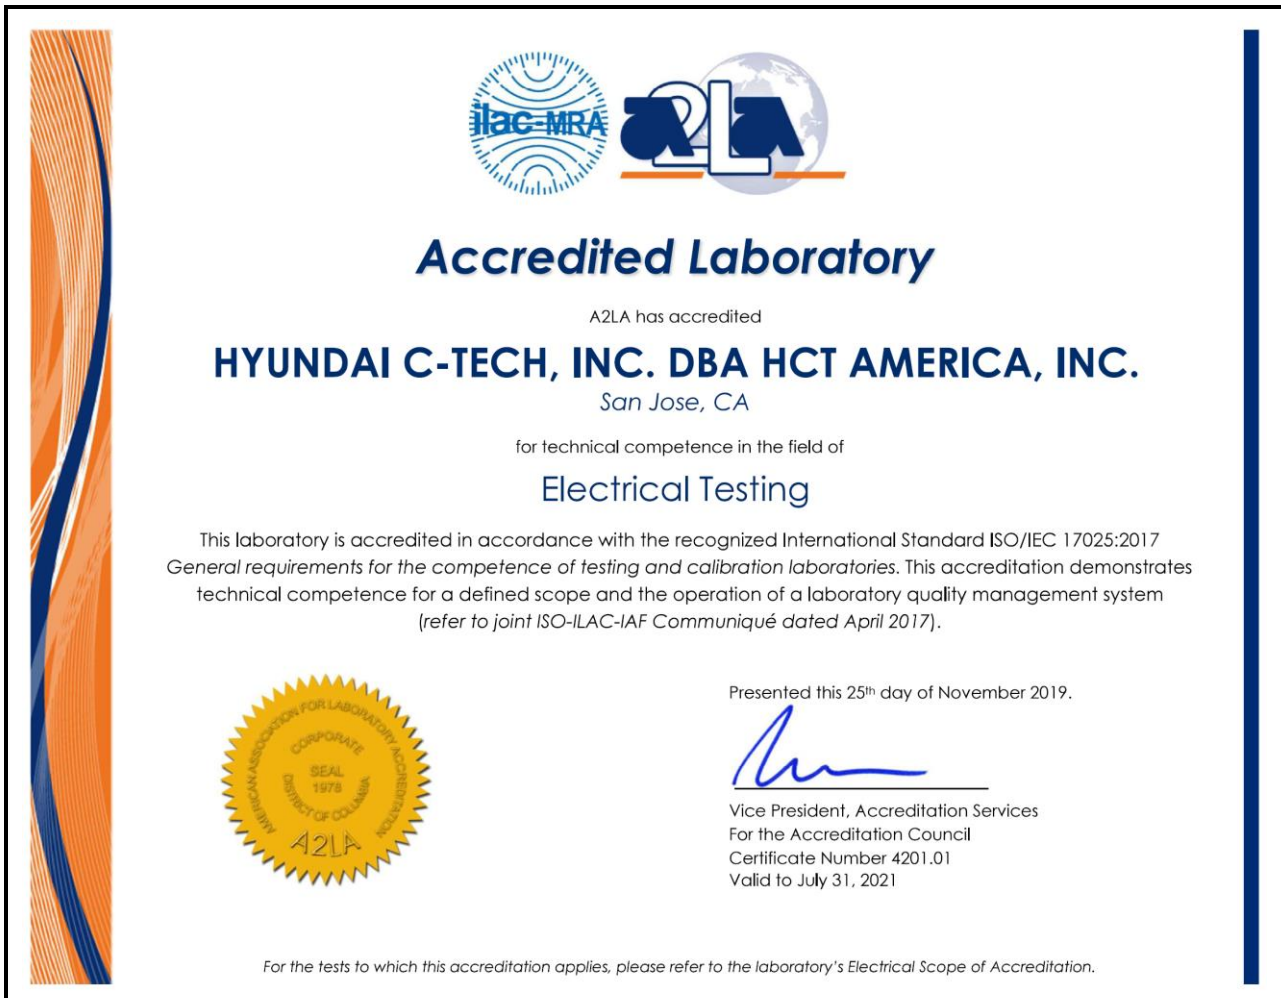 ilac-MRA
A2LA
Accredited Laboratory
A2LA has accredited
HYUNDAI C-TECH, INC. DBA HCT AMERICA, INC.
San Jose, CA
for technical competence in the field of
Electrical Testing
This laboratory is accredited in accordance with the recognized International Standard ISO/IEC 17025:2017
General requirements for the competence of testing and calibration laboratories. This accreditation demonstrates
technical competence for a defined scope and the operation of a laboratory quality management system
(refer to joint ISO-ILAC-IAF Communiqué dated April 2017).
AMERICAN ASSOCIATION FOR LABORATORY ACCREDITATION
CORPORATE
SEAL
1978
DISTRICT OF COLUMBIA
A2LA
Presented this 25th day of November 2019.
Vice President, Accreditation Services
For the Accreditation Council
Certificate Number 4201.01
Valid to July 31, 2021
For the tests to which this accreditation applies, please refer to the laboratory's Electrical Scope of Accreditation.